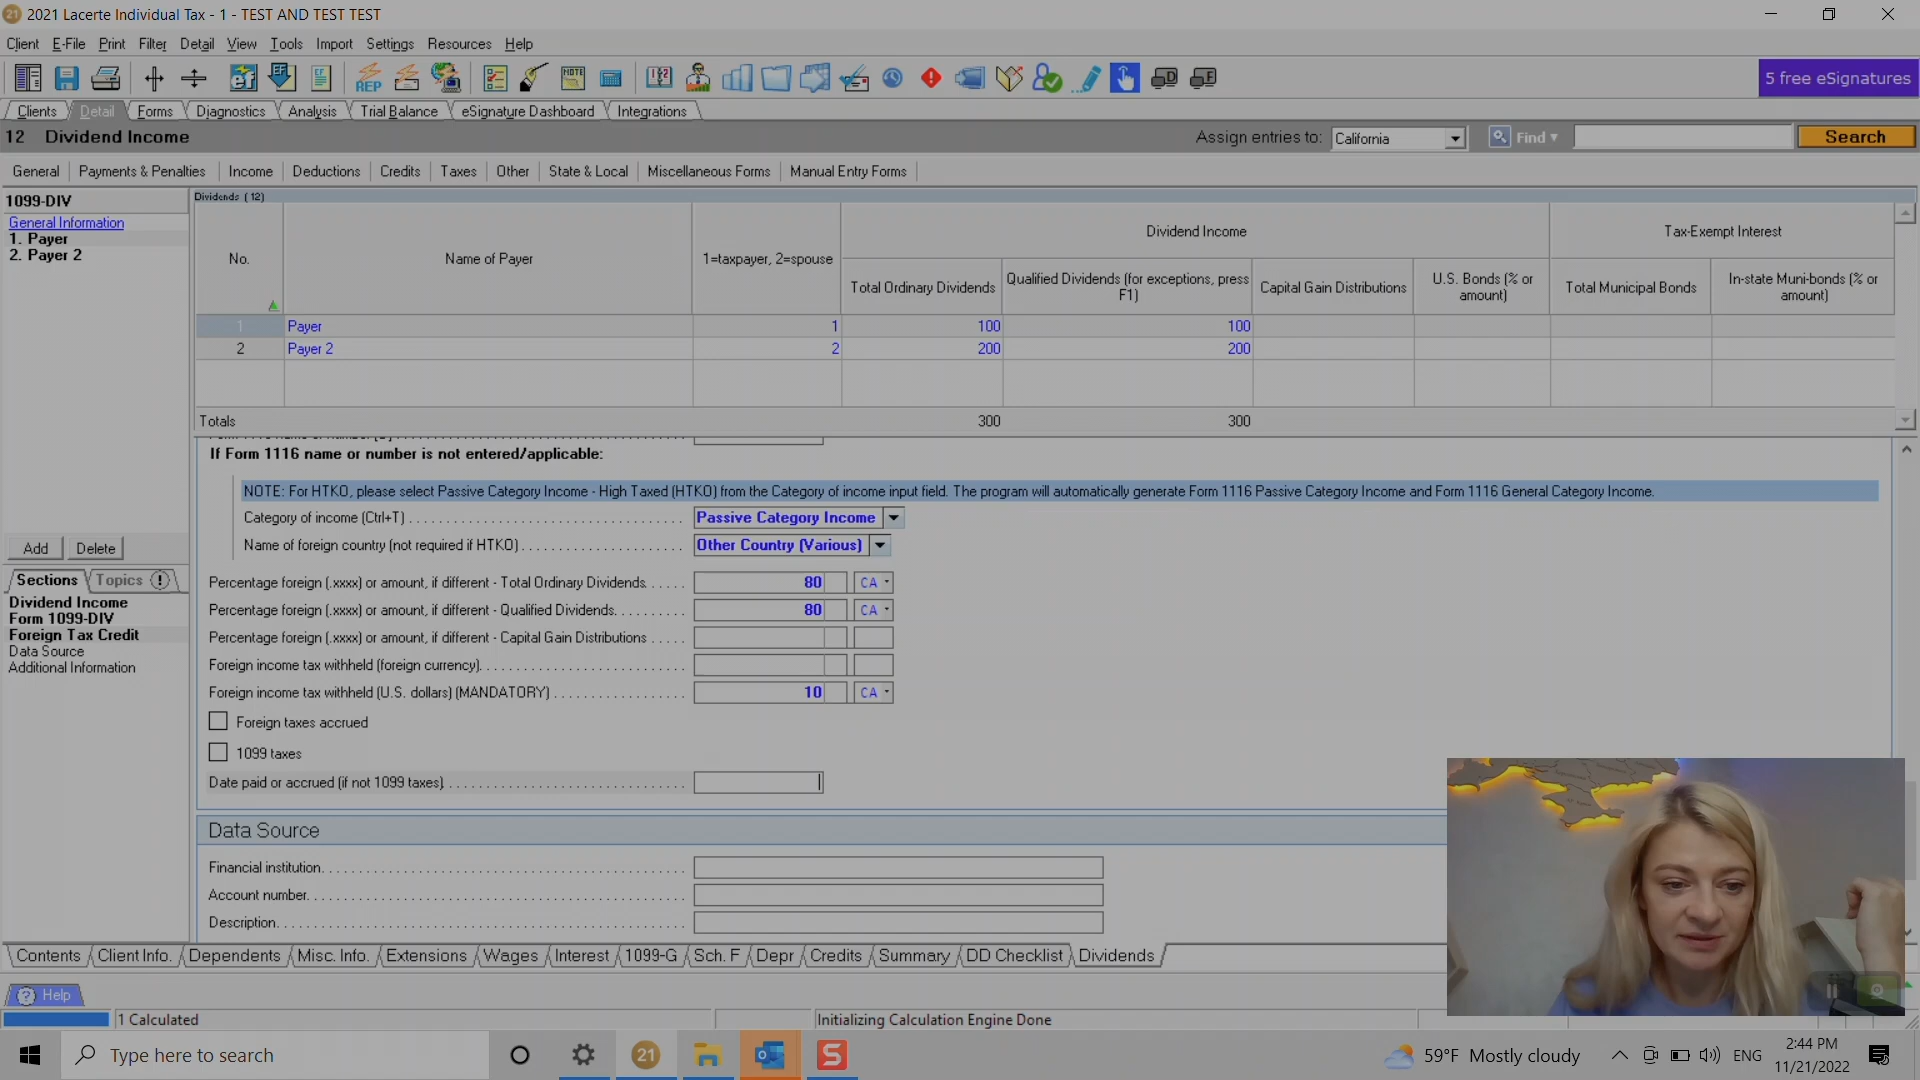 2021 Lacerte Individual Tax - 1 - TEST AND TEST TEST
Client E-File Print Filter Detail View Tools Import Settings Resources Help
5 free eSignatures
Clients Detail Forms Diagnostics Analysis Trial Balance eSignature Dashboard Integrations
12 Dividend Income
Assign entries to: California Find Search
General Payments & Penalties Income Deductions Credits Taxes Other State & Local Miscellaneous Forms Manual Entry Forms
1099-DIV
General Information
1. Payer
2. Payer 2
Add Delete
Sections Topics
Dividend Income
Form 1099-DIV
Foreign Tax Credit
Data Source
Additional Information
Dividends (12)
Dividend Income Tax-Exempt Interest
No. Name of Payer 1=taxpayer, 2=spouse
Total Ordinary Dividends Qualified Dividends (for exceptions, press F1) Capital Gain Distributions U.S. Bonds (% or amount) Total Municipal Bonds In-state Muni-bonds (% or amount)
1 Payer 1 100 100
2 Payer 2 2 200 200
Totals 300 300
If Form 1116 name or number is not entered/applicable:
NOTE: For HTKO, please select Passive Category Income - High Taxed (HTKO) from the Category of income input field. The program will automatically generate Form 1116 Passive Category Income and Form 1116 General Category Income.
Category of income (Ctrl+T) Passive Category Income
Name of foreign country (not required if HTKO) Other Country (Various)
Percentage foreign (.xxxx) or amount, if different - Total Ordinary Dividends 80 CA
Percentage foreign (.xxxx) or amount, if different - Qualified Dividends 80 CA
Percentage foreign (.xxxx) or amount, if different - Capital Gain Distributions
Foreign income tax withheld (foreign currency)
Foreign income tax withheld (U.S. dollars) (MANDATORY) 10 CA
Foreign taxes accrued
1099 taxes
Date paid or accrued (if not 1099 taxes)
Data Source
Financial institution
Account number
Description
Contents Client Info. Dependents Misc. Info. Extensions Wages Interest 1099-G Sch. F Depr Credits Summary DD Checklist Dividends
Help
1 Calculated Initializing Calculation Engine Done
Type here to search
21
59°F Mostly cloudy
ENG
2:44 PM
11/21/2022